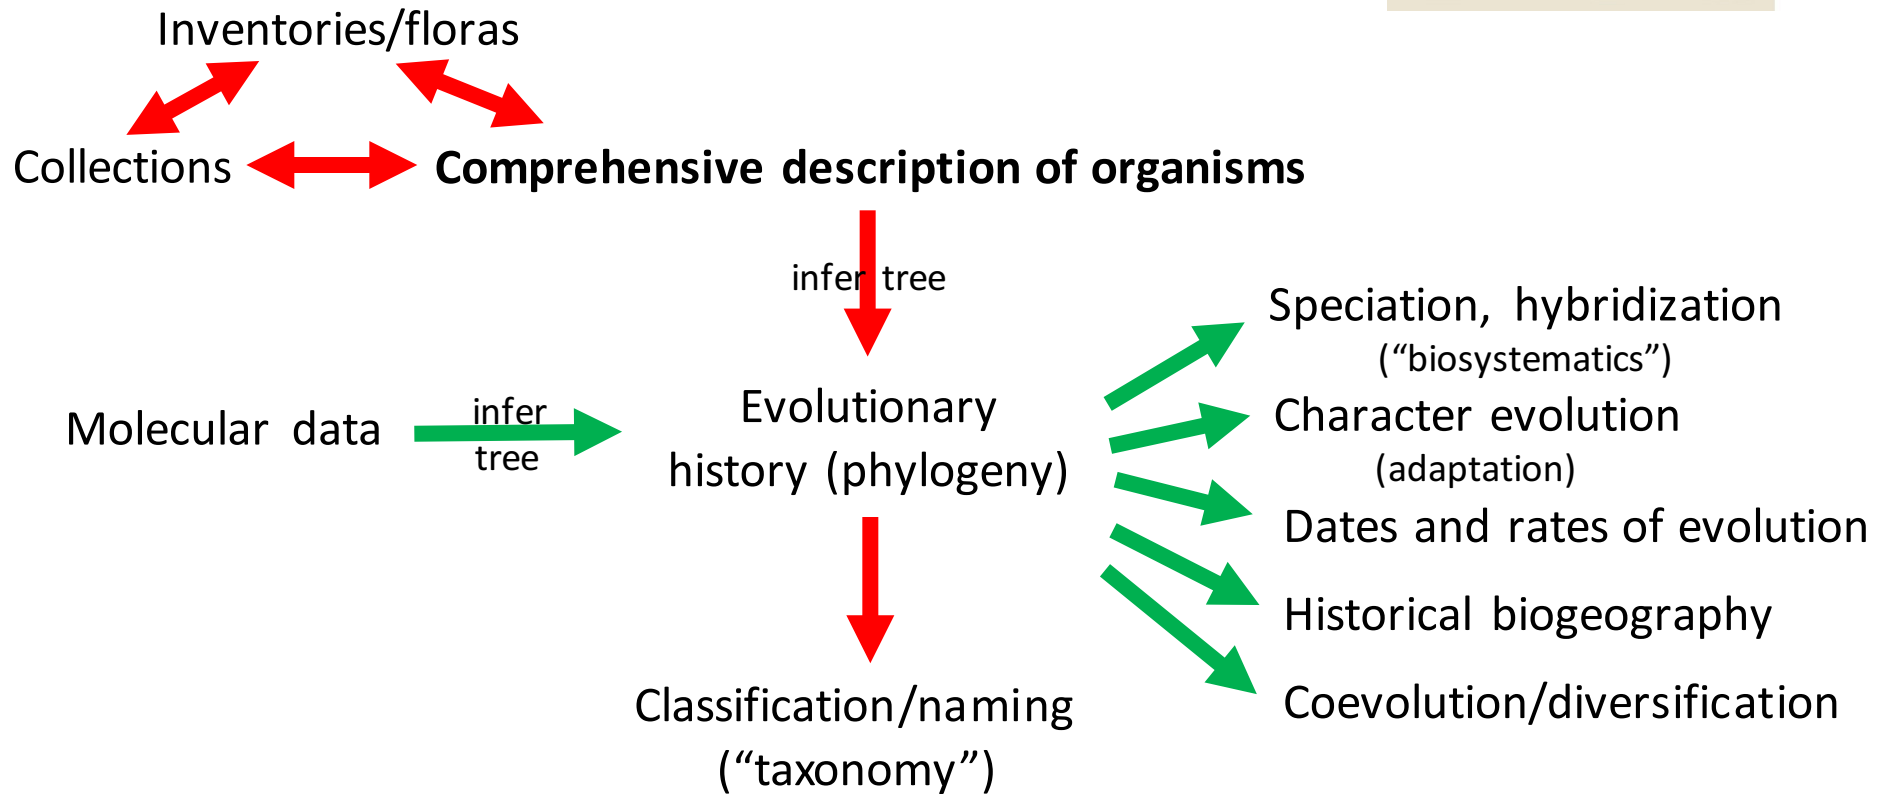 Inventories/floras
Collections
Comprehensive description of organisms
infer tree
Molecular data
infer
tree
Evolutionary
history (phylogeny)
Classification/naming
(“taxonomy”)
Speciation, hybridization
(“biosystematics”)
Character evolution
(adaptation)
Dates and rates of evolution
Historical biogeography
Coevolution/diversification